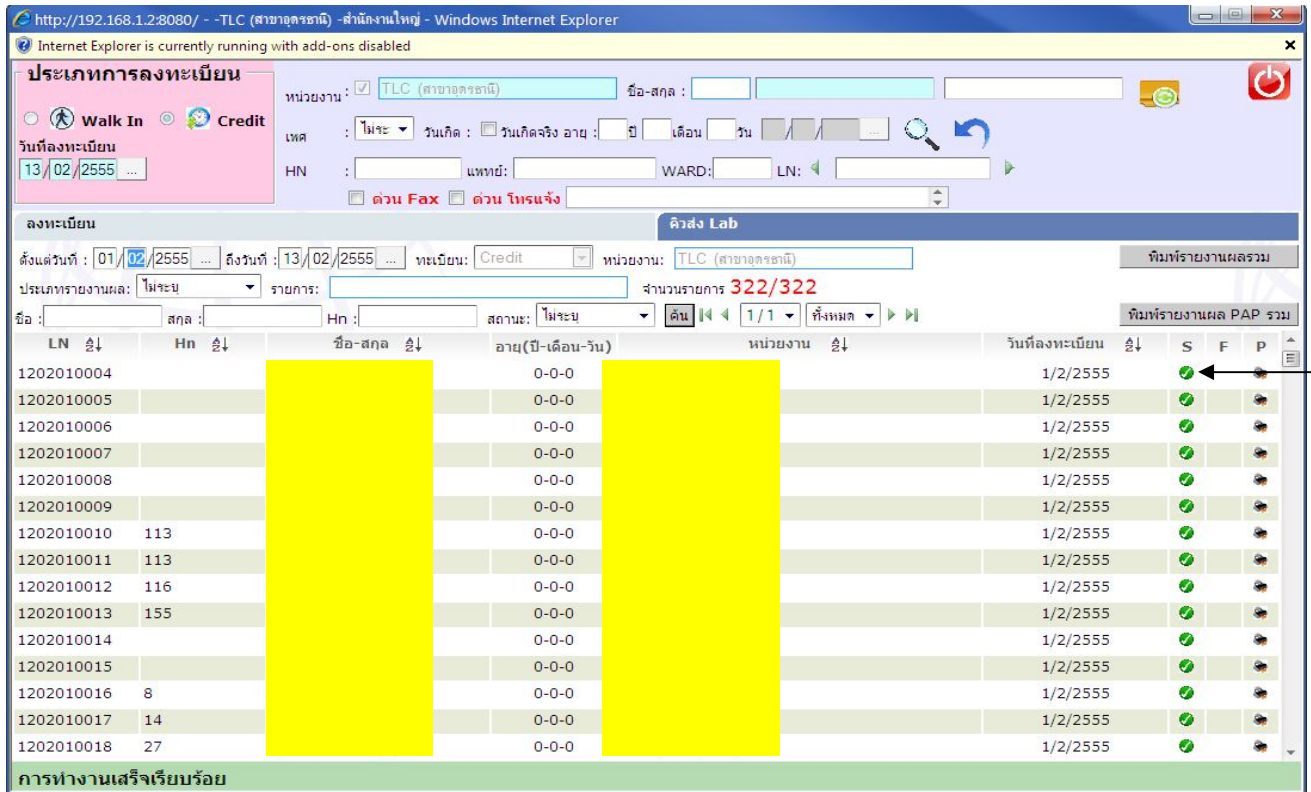 http://192.168.1.2:8080/ - -TLC (สาขาอุดรธานี) -สำนักงานใหญ่ - Windows Internet Explorer
Internet Explorer is currently running with add-ons disabled
ประเภทการลงทะเบียน
Walk In Credit
วันที่ลงทะเบียน
13/02/2555 ...
หน่วยงาน : TLC (สาขาอุดรธานี) ชื่อ-สกุล :
เพศ : ไม่ระ วันเกิด : วันเกิดจริง อายุ : ปี เดือน วัน / / ...
HN : แพทย์: WARD: LN:
ด่วน Fax ด่วน โทรแจ้ง
ลงทะเบียน คิวส่ง Lab
ตั้งแต่วันที่ : 01/02/2555 ... ถึงวันที่ : 13/02/2555 ... ทะเบียน: Credit หน่วยงาน: TLC (สาขาอุดรธานี) พิมพ์รายงานผลรวม
ประเภทรายงานผล: ไม่ระบุ รายการ: จำนวนรายการ 322/322
ชื่อ : สกุล : Hn : สถานะ: ไม่ระบุ ค้น 1/1 ทั้งหมด พิมพ์รายงานผล PAP รวม
LN Hn ชื่อ-สกุล อายุ(ปี-เดือน-วัน) หน่วยงาน วันที่ลงทะเบียน S F P
1202010004 0-0-0 1/2/2555
1202010005 0-0-0 1/2/2555
1202010006 0-0-0 1/2/2555
1202010007 0-0-0 1/2/2555
1202010008 0-0-0 1/2/2555
1202010009 0-0-0 1/2/2555
1202010010 113 0-0-0 1/2/2555
1202010011 113 0-0-0 1/2/2555
1202010012 116 0-0-0 1/2/2555
1202010013 155 0-0-0 1/2/2555
1202010014 0-0-0 1/2/2555
1202010015 0-0-0 1/2/2555
1202010016 8 0-0-0 1/2/2555
1202010017 14 0-0-0 1/2/2555
1202010018 27 0-0-0 1/2/2555
การทำงานเสร็จเรียบร้อย